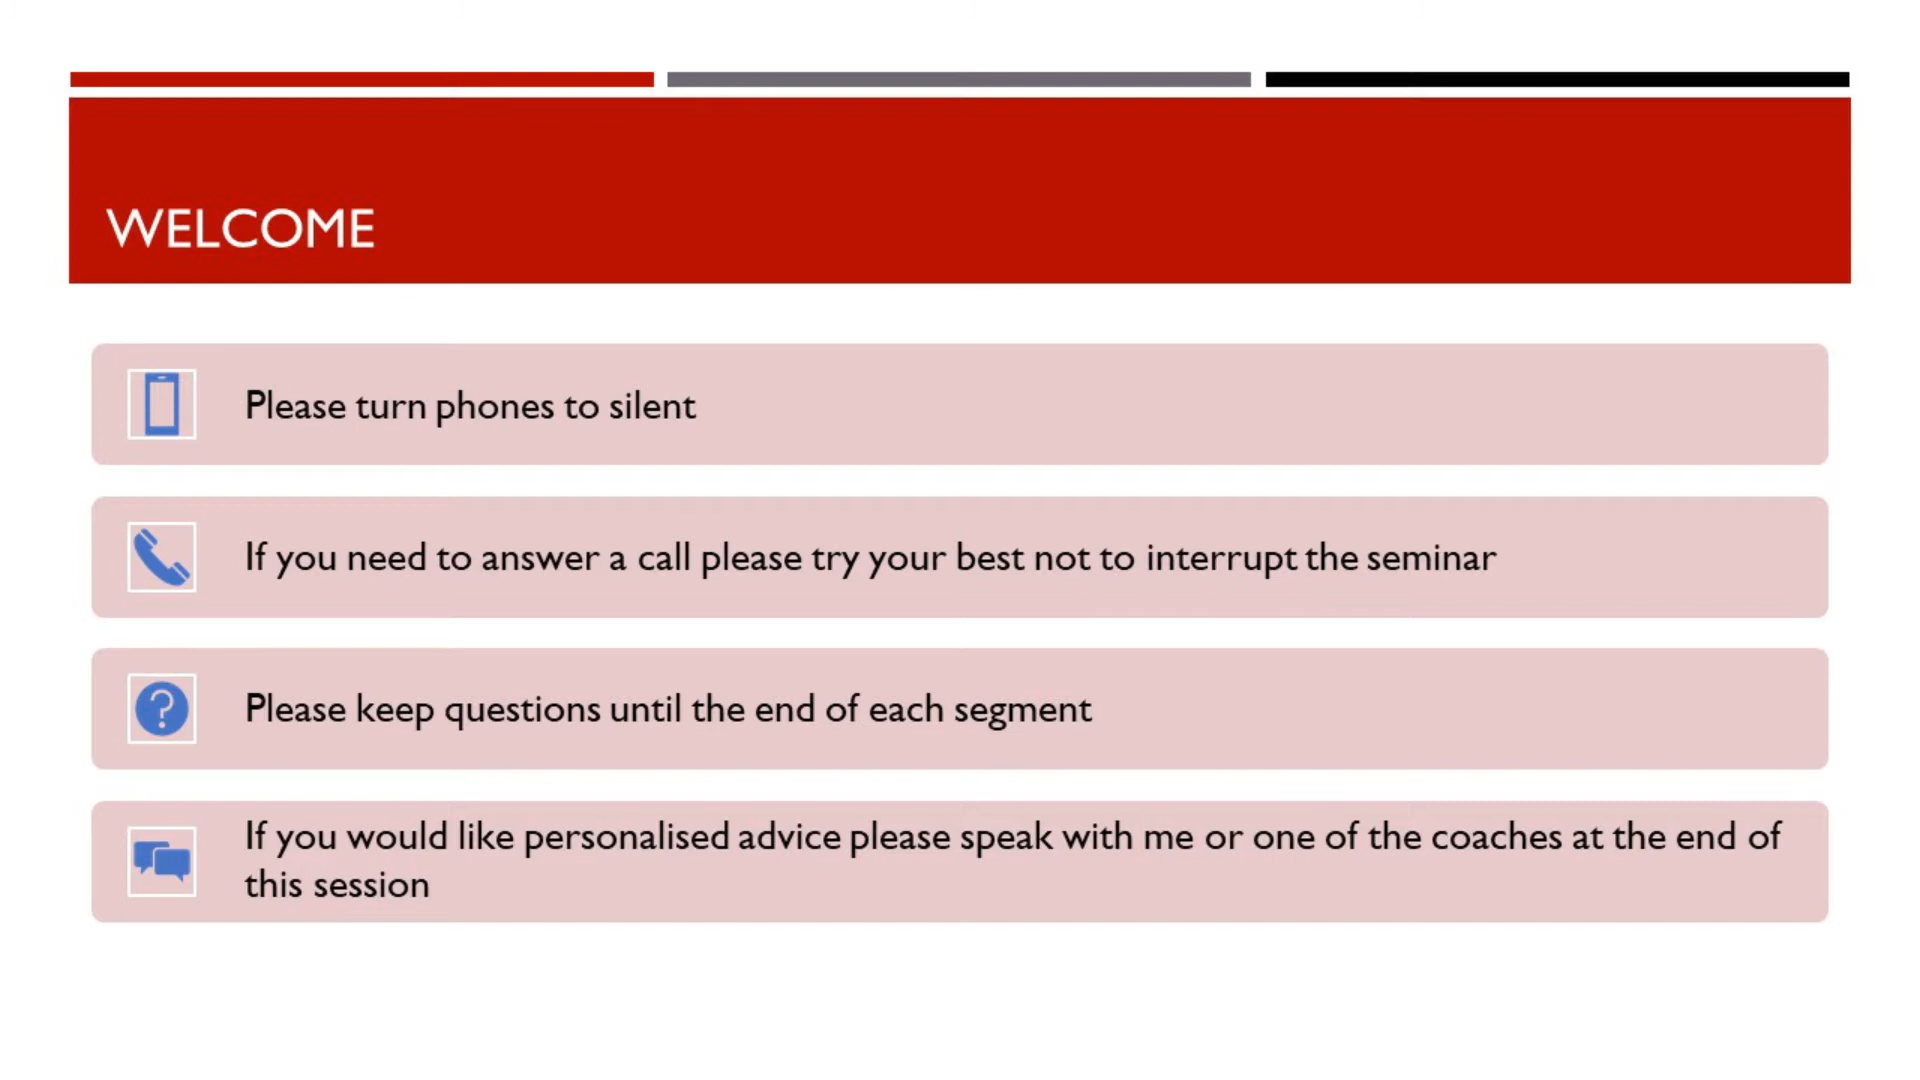 WELCOME
Please turn phones to silent
If you need to answer a call please try your best not to interrupt the seminar
Please keep questions until the end of each segment
If you would like personalised advice please speak with me or one of the coaches at the end of
this session